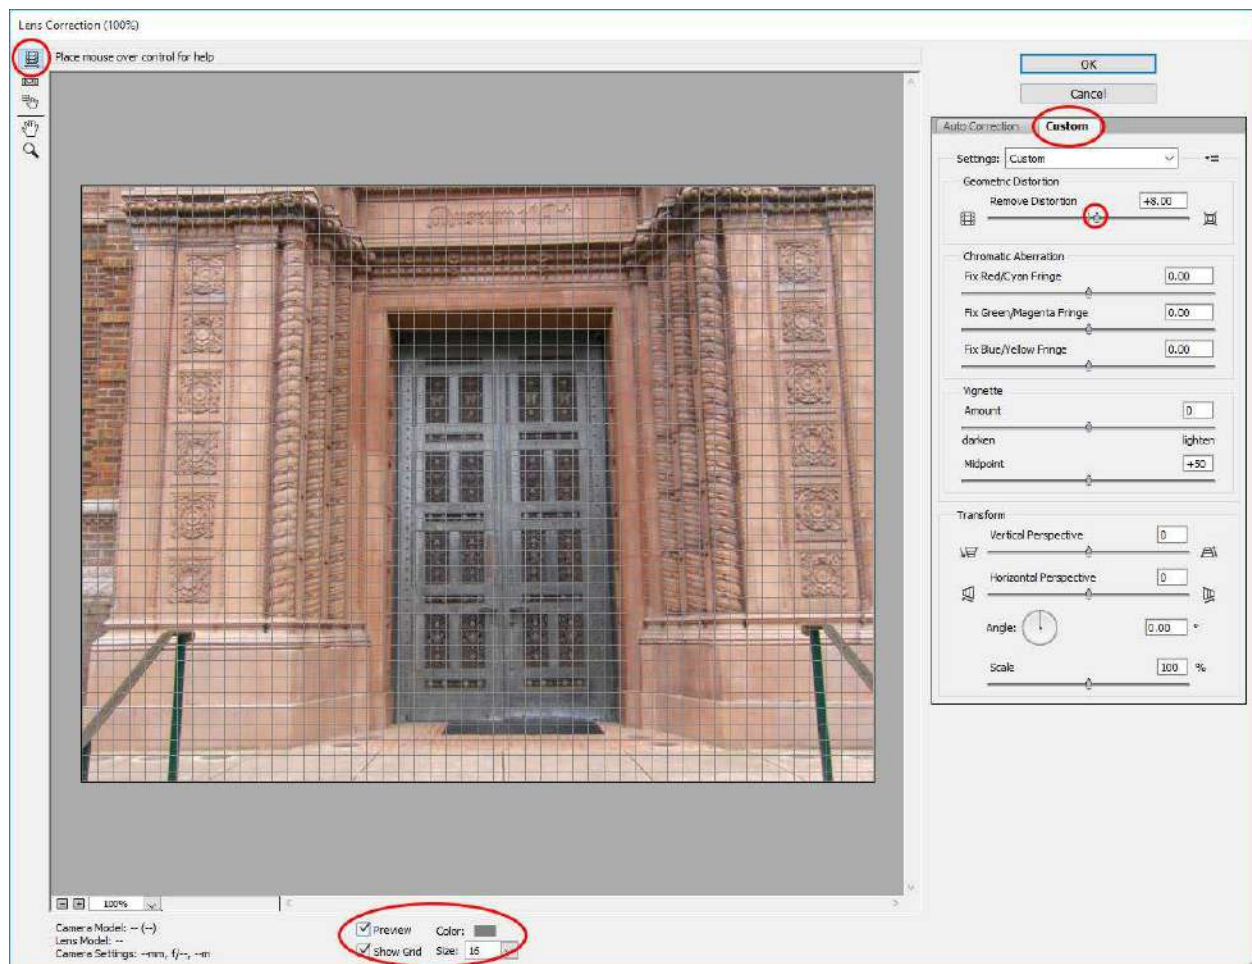 Lens Correction (100%)
Place mouse over control for help
OK
Cancel
Auto Correction
Custom
Settings: Custom
Geometric Distortion
Remove Distortion +8.00
Chromatic Aberration
Fix Red/Cyan Fringe 0.00
Fix Green/Magenta Fringe 0.00
Fix Blue/Yellow Fringe 0.00
Vignette
Amount 0
darken lighten
Midpoint +50
Transform
Vertical Perspective 0
Horizontal Perspective 0
Angle: 0.00 °
Scale 100 %
Museum of Art
100%
Camera Model: -- (--)
Lens Model: --
Camera Settings: --mm, f/--, --m
Preview Color:
Show Grid Size: 16